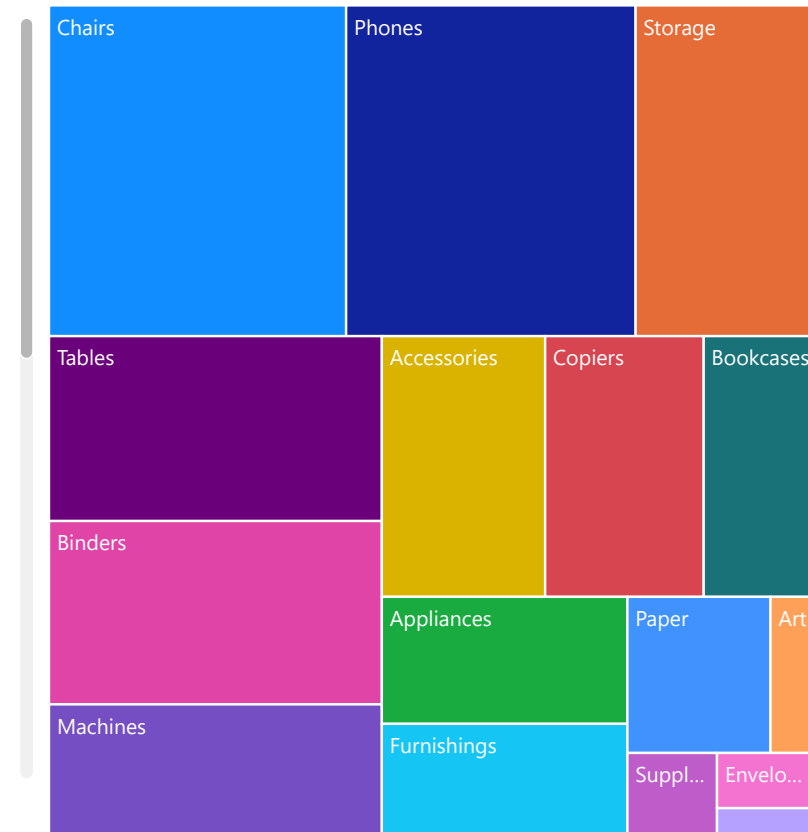 Chairs
Phones
Storage
Tables
Accessories
Copiers
Bookcases
Binders
Appliances
Paper
Art
Machines
Furnishings
Suppl...
Envelo...